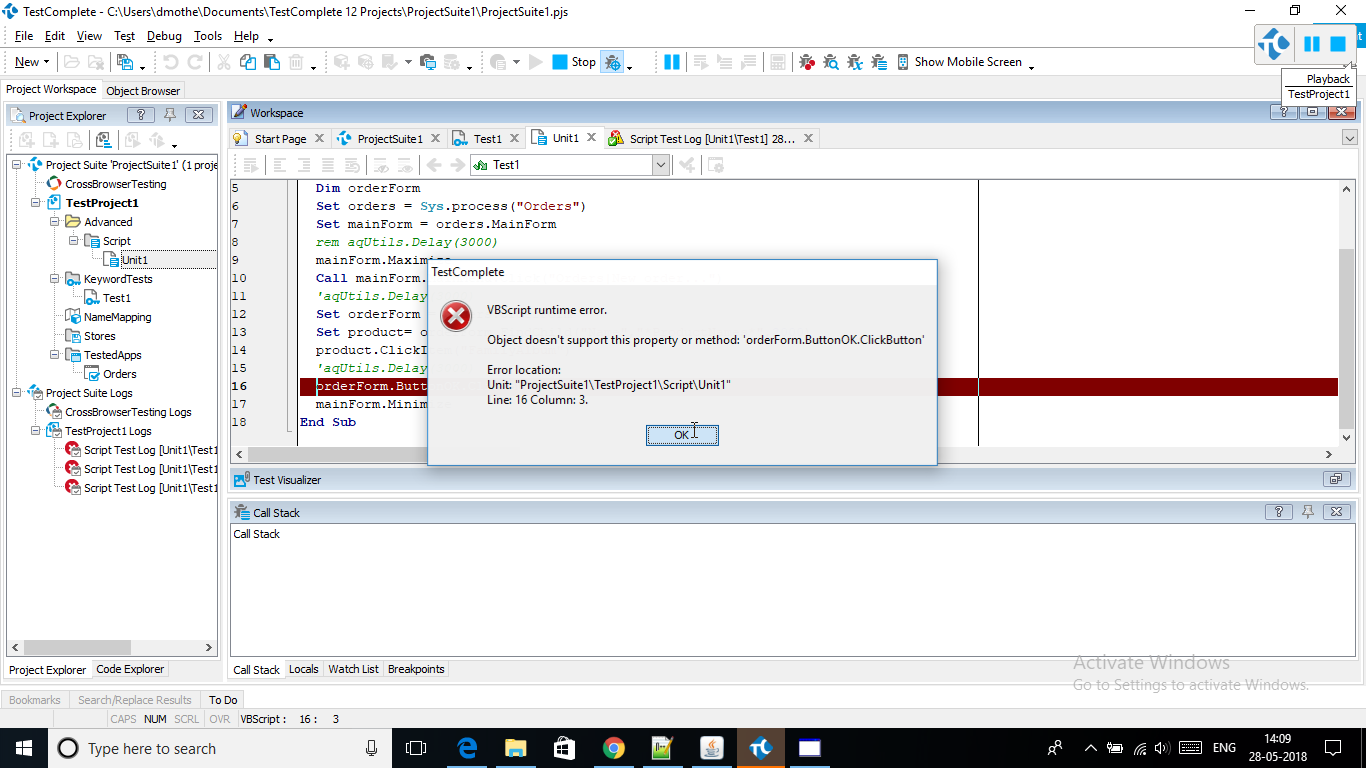 TestComplete - C:\Users\dmothe\Documents\TestComplete 12 Projects\ProjectSuite1\ProjectSuite1.pjs
File Edit View Test Debug Tools Help
New Stop Show Mobile Screen
Playback
TestProject1
Project Workspace Object Browser
Project Explorer
Project Suite 'ProjectSuite1' (1 proje
CrossBrowserTesting
TestProject1
Advanced
Script
Unit1
KeywordTests
Test1
NameMapping
Stores
TestedApps
Orders
Project Suite Logs
CrossBrowserTesting Logs
TestProject1 Logs
Script Test Log [Unit1\Test1
Script Test Log [Unit1\Test1
Script Test Log [Unit1\Test1
Project Explorer Code Explorer
Workspace
Start Page ProjectSuite1 Test1 Unit1 Script Test Log [Unit1\Test1] 28...
Test1
5 Dim orderForm
6 Set orders = Sys.process("Orders")
7 Set mainForm = orders.MainForm
8 rem aqUtils.Delay(3000)
9 mainForm.Maximize
10 Call mainForm.
11 'aqUtils.Delay
12 Set orderForm
13 Set product= o
14 product.ClickI
15 'aqUtils.Delay
16 orderForm.Butt
17 mainForm.Minim
18 End Sub
TestComplete
VBScript runtime error.
Object doesn't support this property or method: 'orderForm.ButtonOK.ClickButton'
Error location:
Unit: "ProjectSuite1\TestProject1\Script\Unit1"
Line: 16 Column: 3.
OK
Test Visualizer
Call Stack
Call Stack
Call Stack Locals Watch List Breakpoints
Activate Windows
Go to Settings to activate Windows.
Bookmarks Search/Replace Results To Do
CAPS NUM SCRL OVR VBScript : 16 : 3
Type here to search
ENG
14:09
28-05-2018